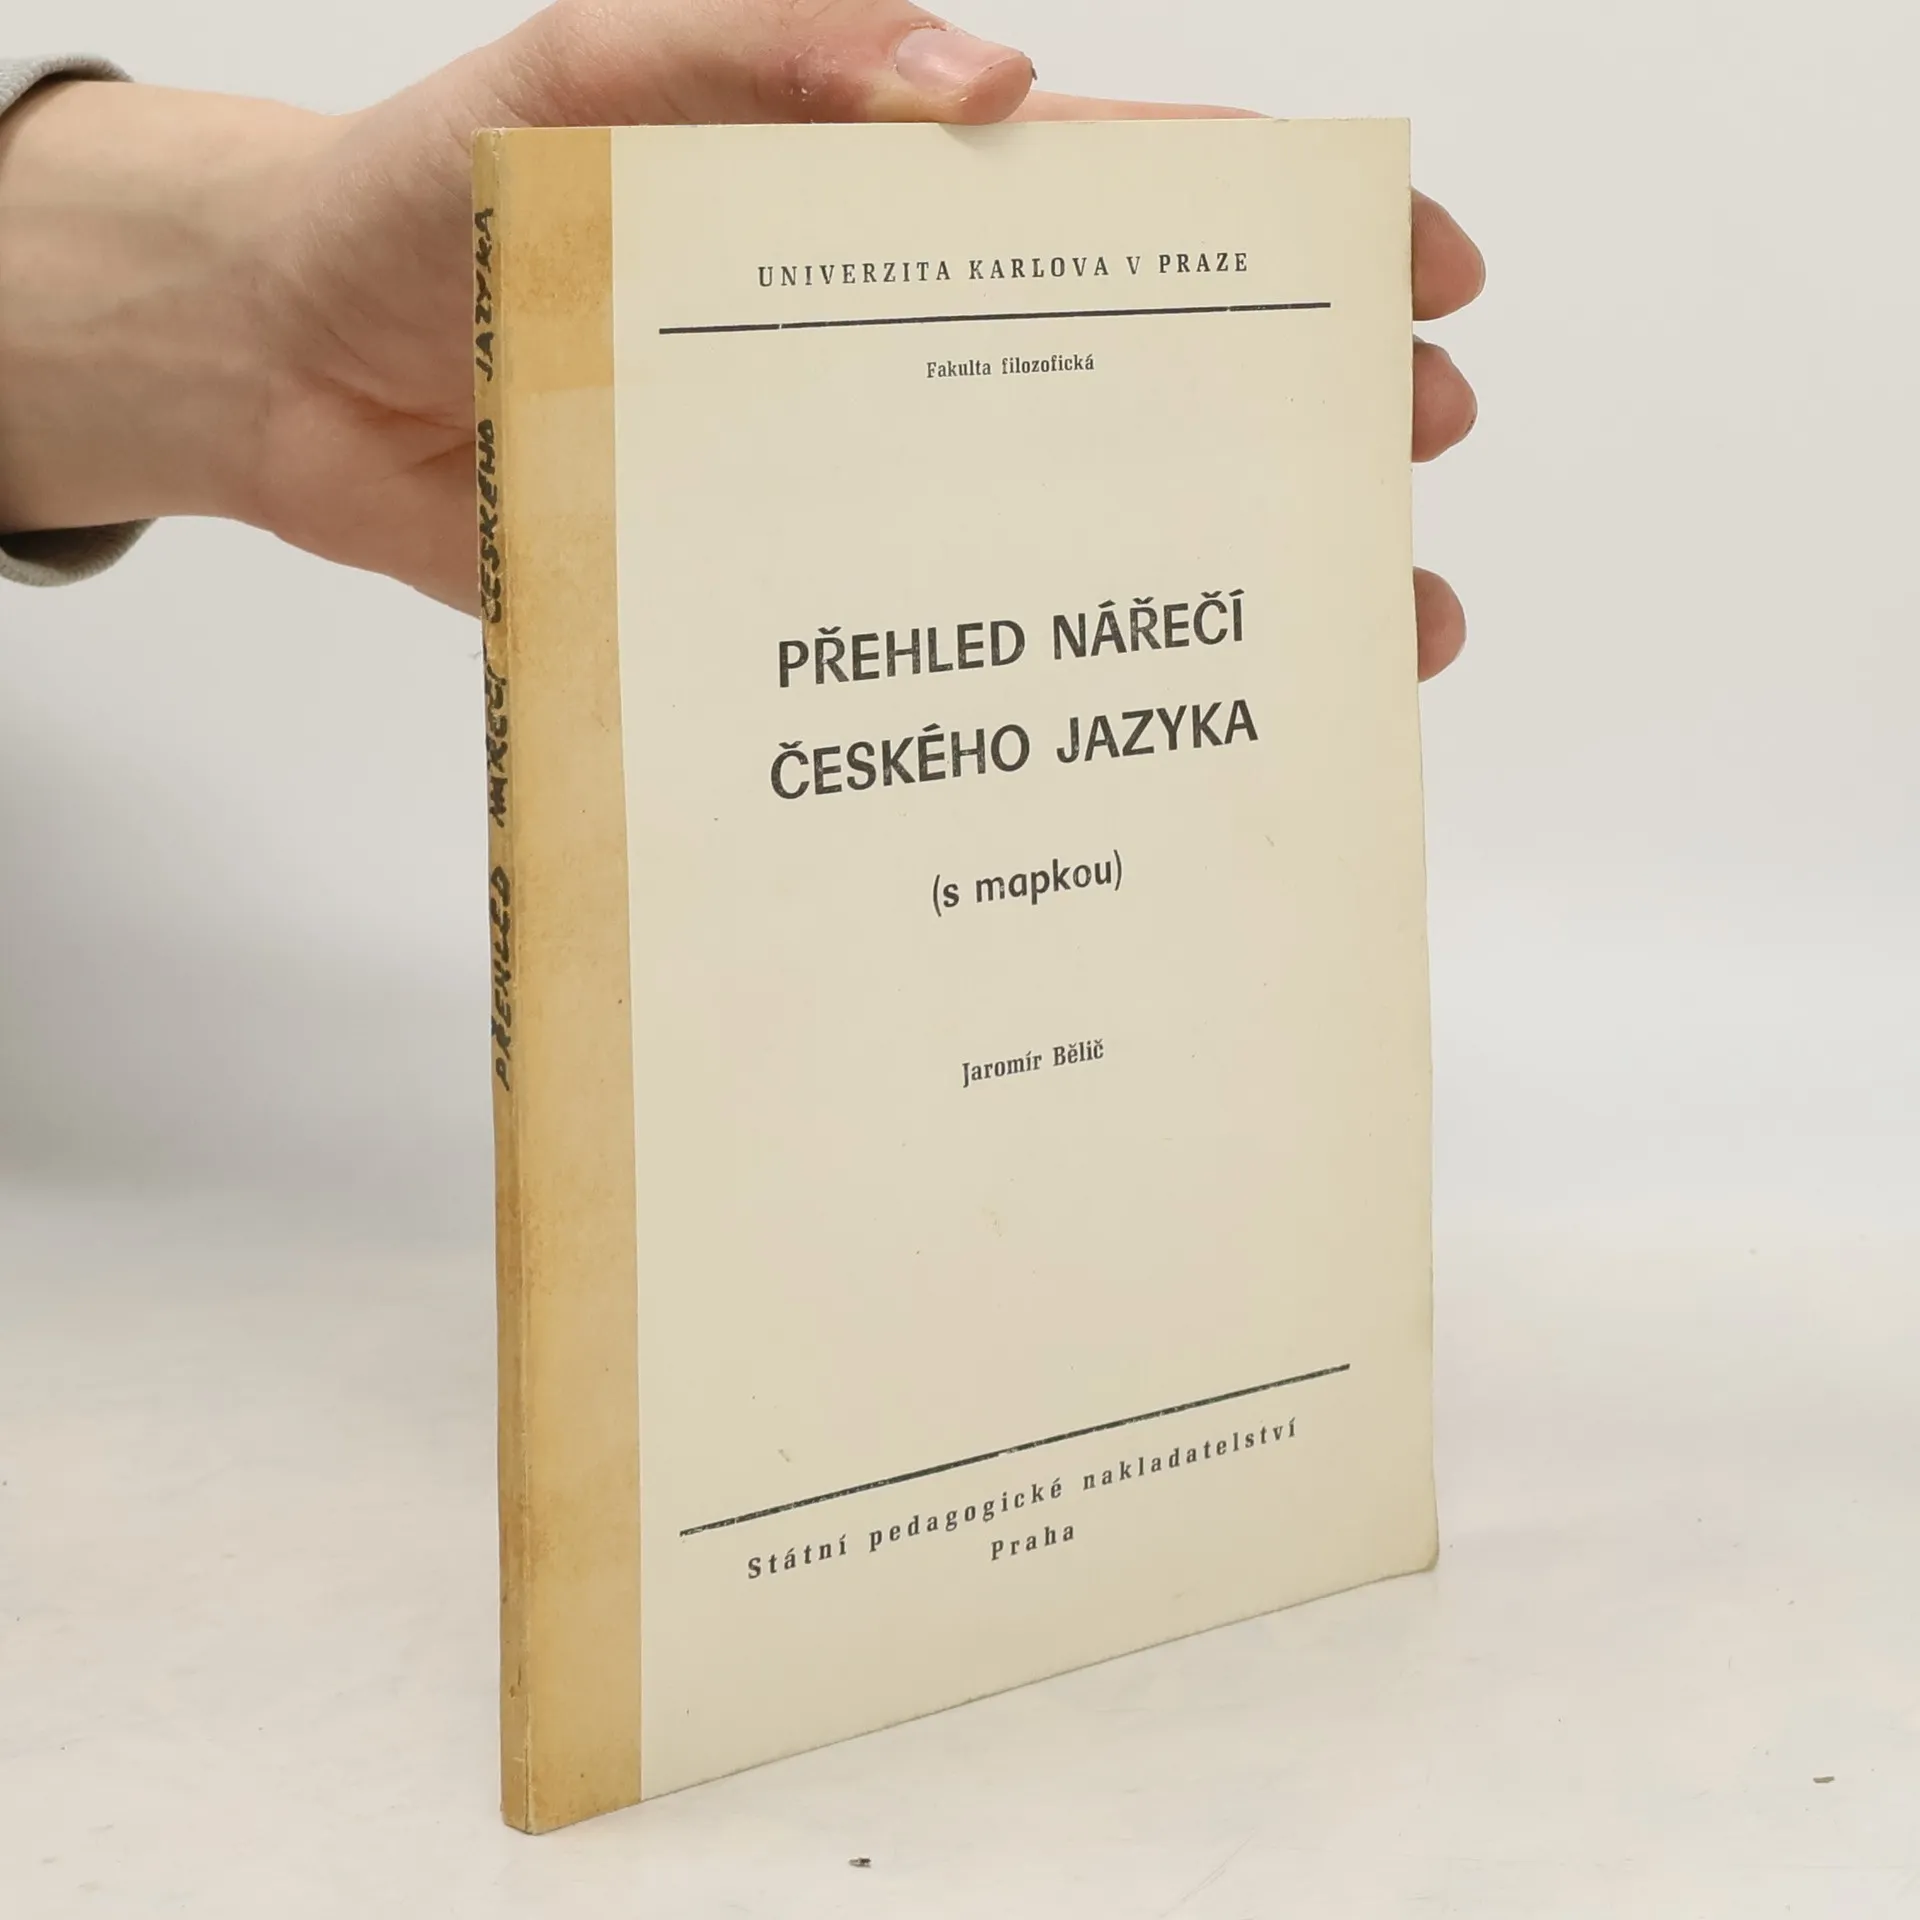 UNIVERZITA KARLOVA V PRAZE
Fakulta filozofická
PŘEHLED NÁŘEČÍ
ČESKÉHO JAZYKA
(s mapkou)
Jaromír Bělič
Státní pedagogické nakladatelství
Praha
PŘEHLED NÁŘEČÍ ČESKÉHO JAZYKA